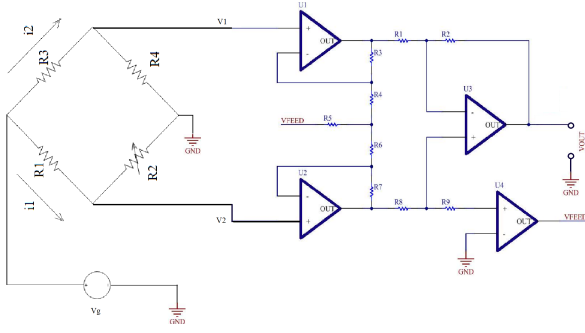 U1
V1
i2
+
-
OUT
R1
R2
R3
R3
R4
R4
U3
-
+
OUT
VFEED
R5
GND
R6
VOUT
R1
R2
U2
R7
U4
-
+
OUT
i1
V2
R8
R9
+
-
OUT
VFEED
GND
GND
+
-
Vg
GND